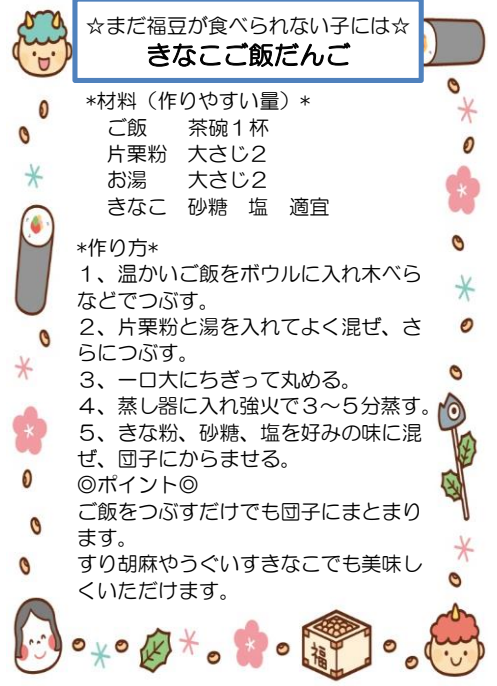 ☆まだ福豆が食べられない子には☆
きなこご飯だんご
*材料（作りやすい量）*
ご飯　　茶碗１杯
片栗粉　大さじ２
お湯　　大さじ２
きなこ　砂糖　塩　適宜
*作り方*
１、温かいご飯をボウルに入れ木べら
などでつぶす。
２、片栗粉と湯を入れてよく混ぜ、さ
らにつぶす。
３、一口大にちぎって丸める。
４、蒸し器に入れ強火で３～５分蒸す。
５、きな粉、砂糖、塩を好みの味に混
ぜ、団子にからませる。
◎ポイント◎
ご飯をつぶすだけでも団子にまとまり
ます。
すり胡麻やうぐいすきなこでも美味し
くいただけます。
福